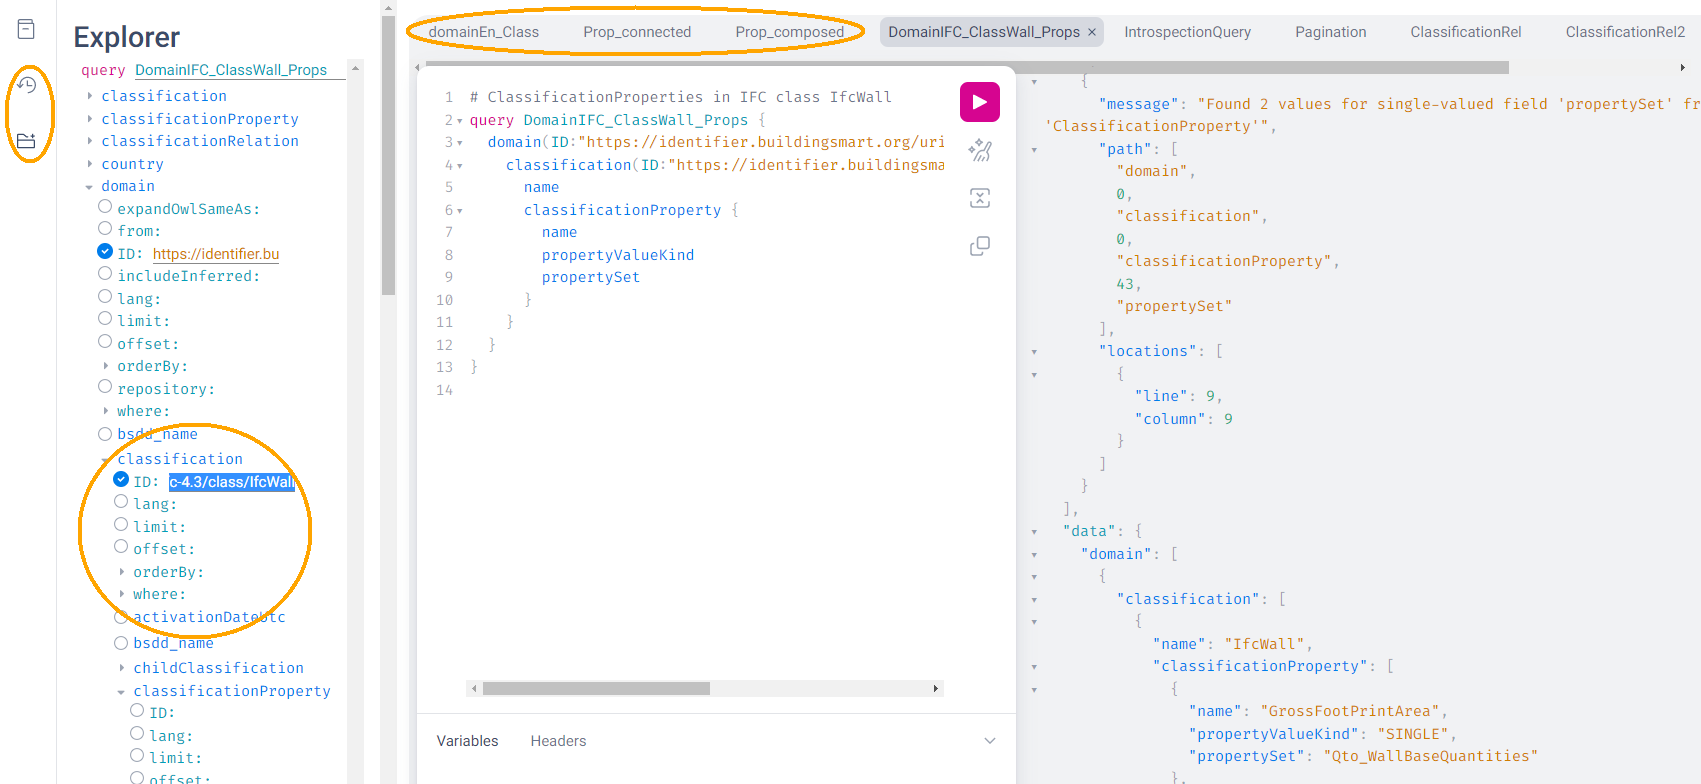 domainEn_Class
Prop_connected
Prop_composed
DomainIFC_ClassWall_Props ×
IntrospectionQuery
Pagination
ClassificationRel
ClassificationRel2
Explorer
query DomainIFC_ClassWall_Props
classification
classificationProperty
classificationRelation
country
domain
expandOwlSameAs:
from:
ID: https://identifier.bu
includeInferred:
lang:
limit:
offset:
orderBy:
repository:
where:
bsdd_name
classification
ID: c-4.3/class/IfcWall
lang:
limit:
offset:
orderBy:
where:
activationDateUtc
bsdd_name
childClassification
classificationProperty
ID:
lang:
limit:
offset:
1 # ClassificationProperties in IFC class IfcWall
2 query DomainIFC_ClassWall_Props {
3 domain(ID:"https://identifier.buildingsmart.org/uri
4 classification(ID:"https://identifier.buildingsma
5 name
6 classificationProperty {
7 name
8 propertyValueKind
9 propertySet
10 }
11 }
12 }
13 }
14
Variables
Headers
{
"message": "Found 2 values for single-valued field 'propertySet' fr
'ClassificationProperty'",
"path": [
"domain",
0,
"classification",
0,
"classificationProperty",
43,
"propertySet"
],
"locations": [
{
"line": 9,
"column": 9
}
]
}
],
"data": {
"domain": [
{
"classification": [
{
"name": "IfcWall",
"classificationProperty": [
{
"name": "GrossFootPrintArea",
"propertyValueKind": "SINGLE",
"propertySet": "Qto_WallBaseQuantities"
},